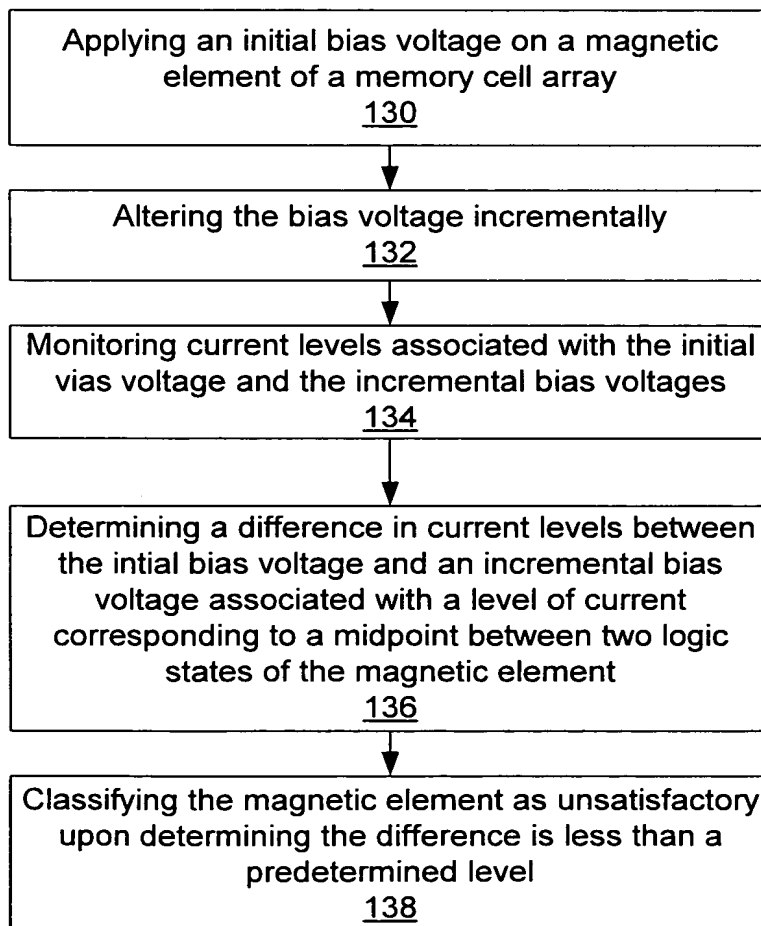 Applying an initial bias voltage on a magnetic
element of a memory cell array
130
Altering the bias voltage incrementally
132
Monitoring current levels associated with the initial
vias voltage and the incremental bias voltages
134
Determining a difference in current levels between
the intial bias voltage and an incremental bias
voltage associated with a level of current
corresponding to a midpoint between two logic
states of the magnetic element
136
Classifying the magnetic element as unsatisfactory
upon determining the difference is less than a
predetermined level
138